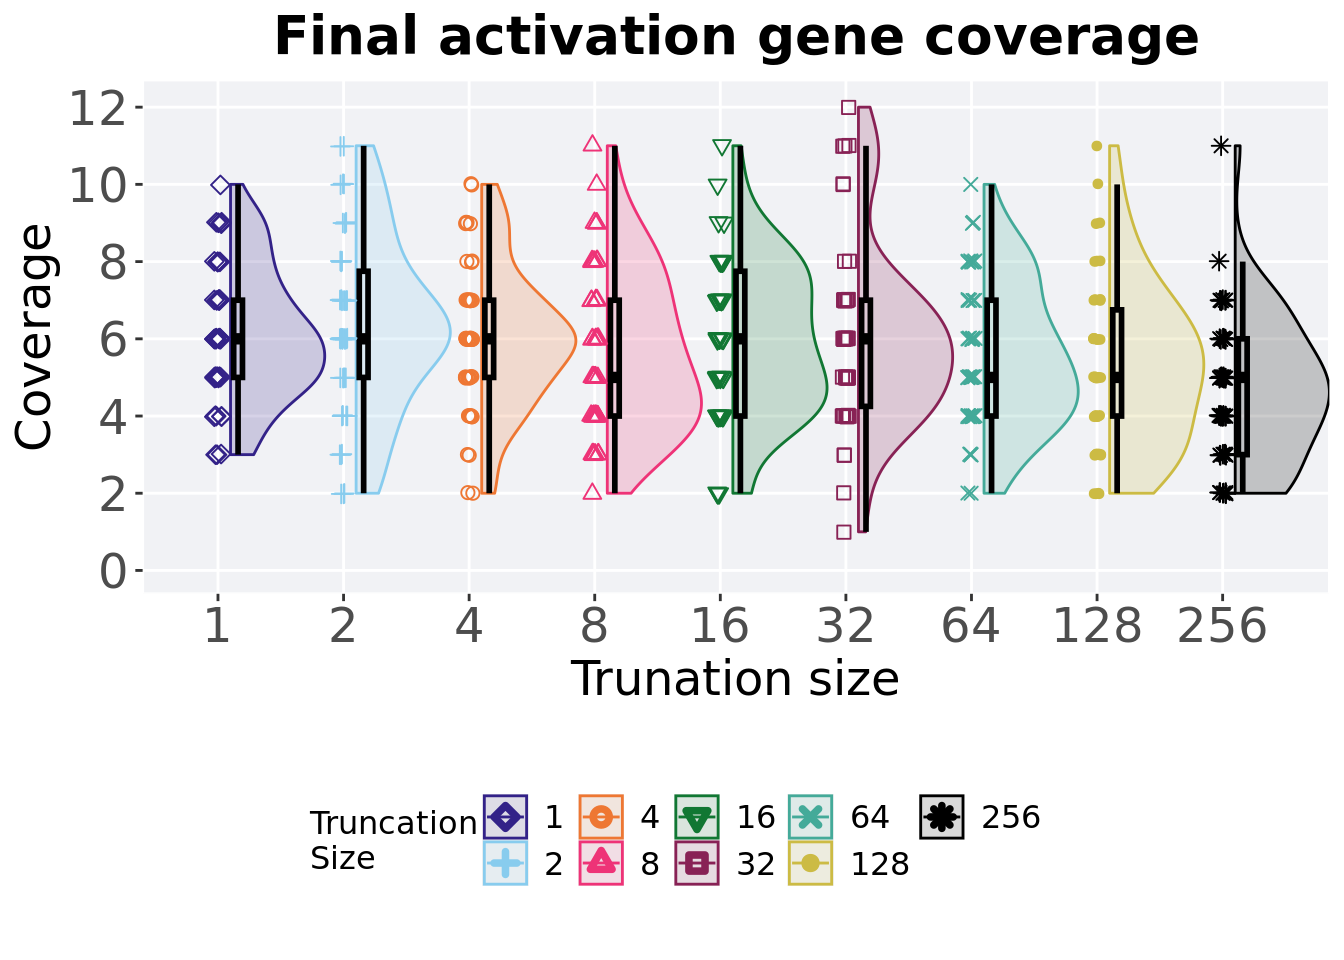 Final activation gene coverage
Coverage
12
10
8
6
4
2
0
1 2 4 8 16 32 64 128 256
Trunation size
Truncation
Size
1 4 16 64 256
2 8 32 128